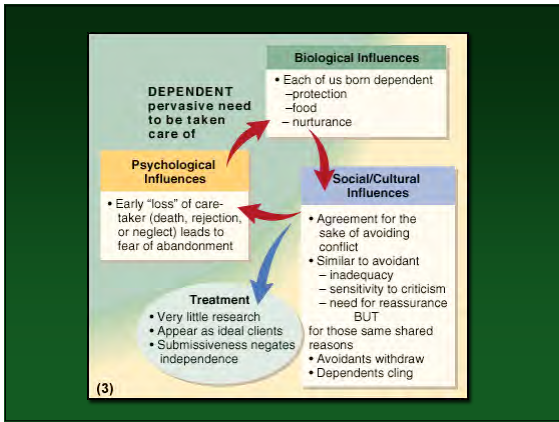 Biological Influences
• Each of us born dependent
–protection
–food
– nurturance
DEPENDENT
pervasive need
to be taken
care of
Psychological
Influences
• Early “loss” of care-
taker (death, rejection,
or neglect) leads to
fear of abandonment
Social/Cultural
Influences
• Agreement for the
sake of avoiding
conflict
• Similar to avoidant
– inadequacy
– sensitivity to criticism
– need for reassurance
BUT
for those same shared
reasons
• Avoidants withdraw
• Dependents cling
Treatment
• Very little research
• Appear as ideal clients
• Submissiveness negates
independence
(3)